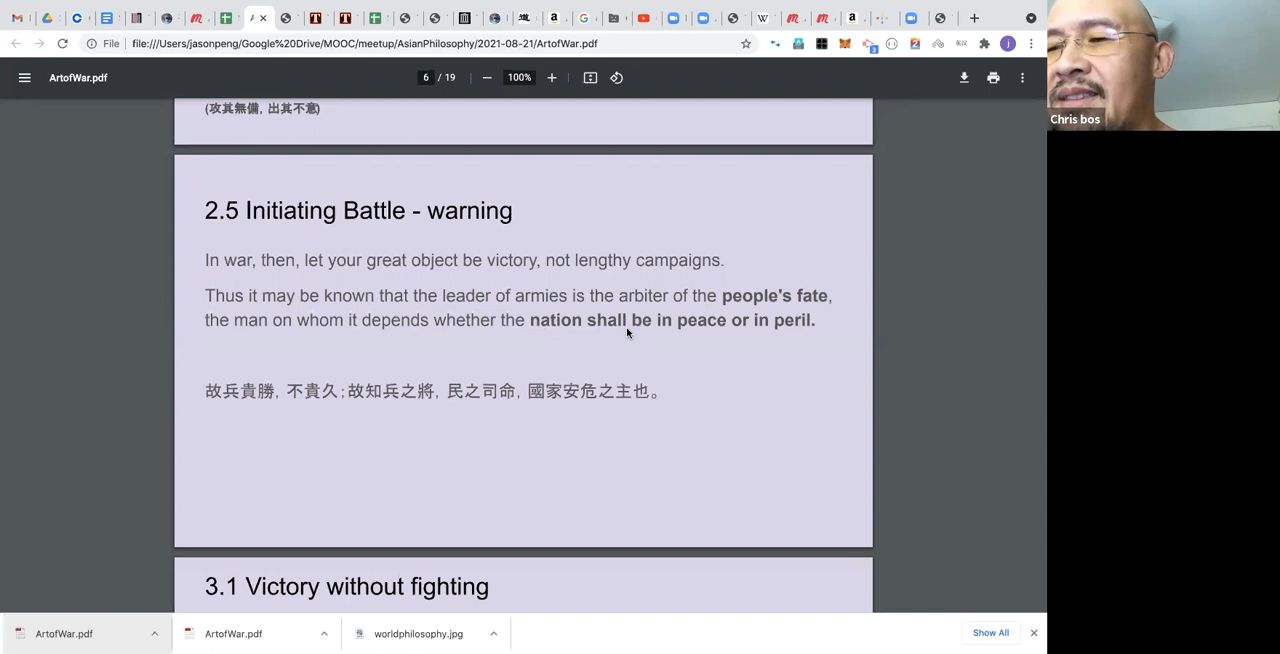 File
file:///Users/jasonpeng/Google%20Drive/MOOC/meetup/AsianPhilosophy/2021-08-21/ArtofWar.pdf
ArtofWar.pdf
6 / 19
100%
Chris bos
(攻其無備, 出其不意)
2.5 Initiating Battle - warning
In war, then, let your great object be victory, not lengthy campaigns.
Thus it may be known that the leader of armies is the arbiter of the people's fate,
the man on whom it depends whether the nation shall be in peace or in peril.
故兵貴勝, 不貴久;故知兵之將, 民之司命, 國家安危之主也。
3.1 Victory without fighting
ArtofWar.pdf
ArtofWar.pdf
worldphilosophy.jpg
Show All